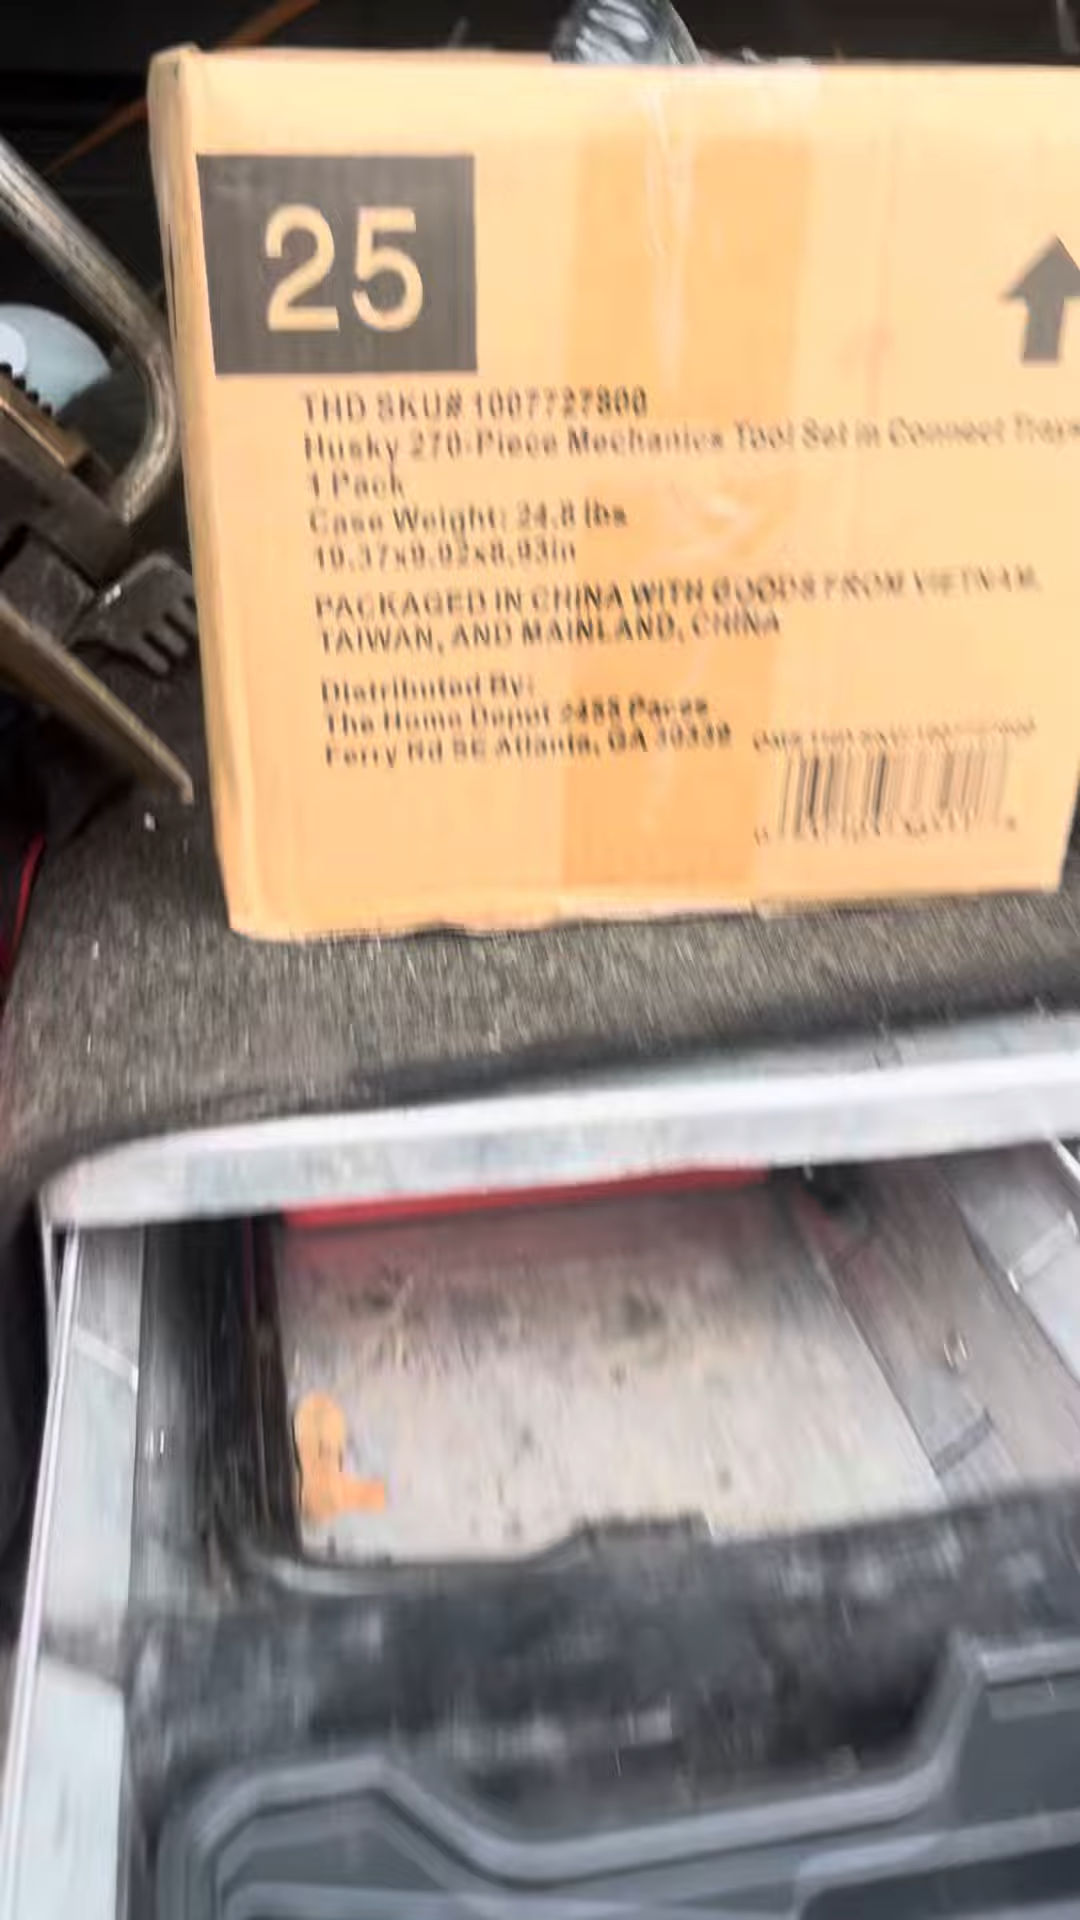 25
THD SKU# 1007727800
Husky 270-Piece Mechanics Tool Set in Connect Trays
1 Pack
Case Weight: 24.8 lbs
19.37x9.02x8.93in
PACKAGED IN CHINA WITH GOODS FROM VIETNAM,
TAIWAN, AND MAINLAND, CHINA
Distributed By:
The Home Depot 2455 Paces
Ferry Rd SE Atlanta, GA 30339